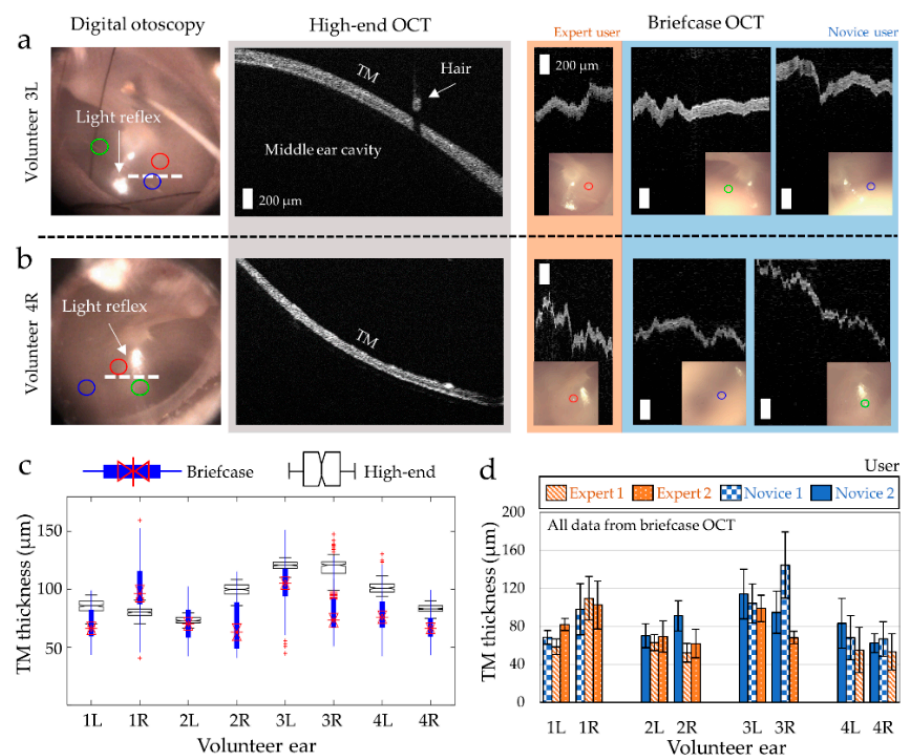 Digital otoscopy
High-end OCT
Briefcase OCT
Expert user
Novice user
a
Volunteer 3L
Light reflex
TM
Hair
Middle ear cavity
200 µm
200 µm
b
Volunteer 4R
Light reflex
TM
c
Briefcase
High-end
TM thickness (µm)
150
100
50
1L 1R 2L 2R 3L 3R 4L 4R
Volunteer ear
d
User
Expert 1 Expert 2 Novice 1 Novice 2
All data from briefcase OCT
TM thickness (µm)
200
160
120
80
40
0
1L 1R 2L 2R 3L 3R 4L 4R
Volunteer ear